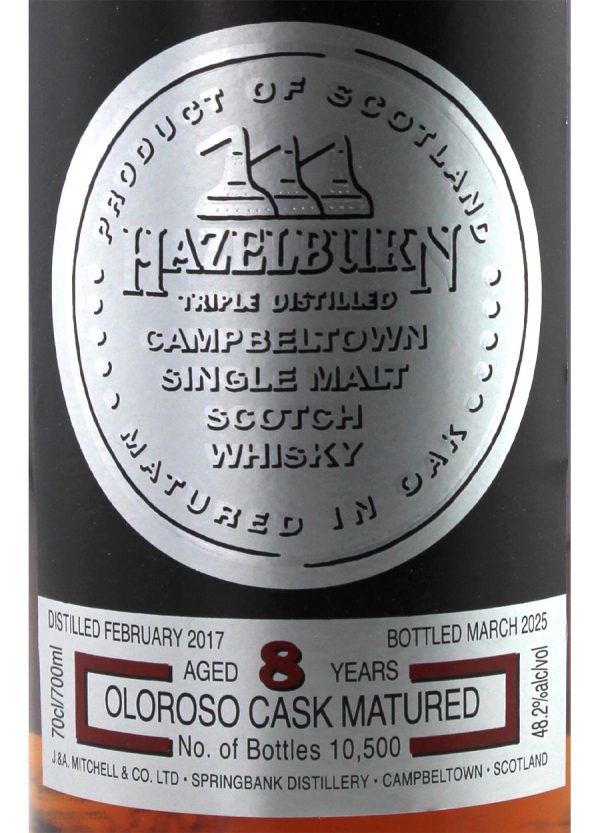 PRODUCT OF SCOTLAND
HAZELBURN
TRIPLE DISTILLED
CAMPBELTOWN
SINGLE MALT
SCOTCH
WHISKY
MATURED IN OAK
DISTILLED FEBRUARY 2017
BOTTLED MARCH 2025
70cl/700ml
AGED 8 YEARS
OLOROSO CASK MATURED
No. of Bottles 10,500
48.2%alc/vol
J.&A. MITCHELL & CO. LTD · SPRINGBANK DISTILLERY · CAMPBELTOWN · SCOTLAND